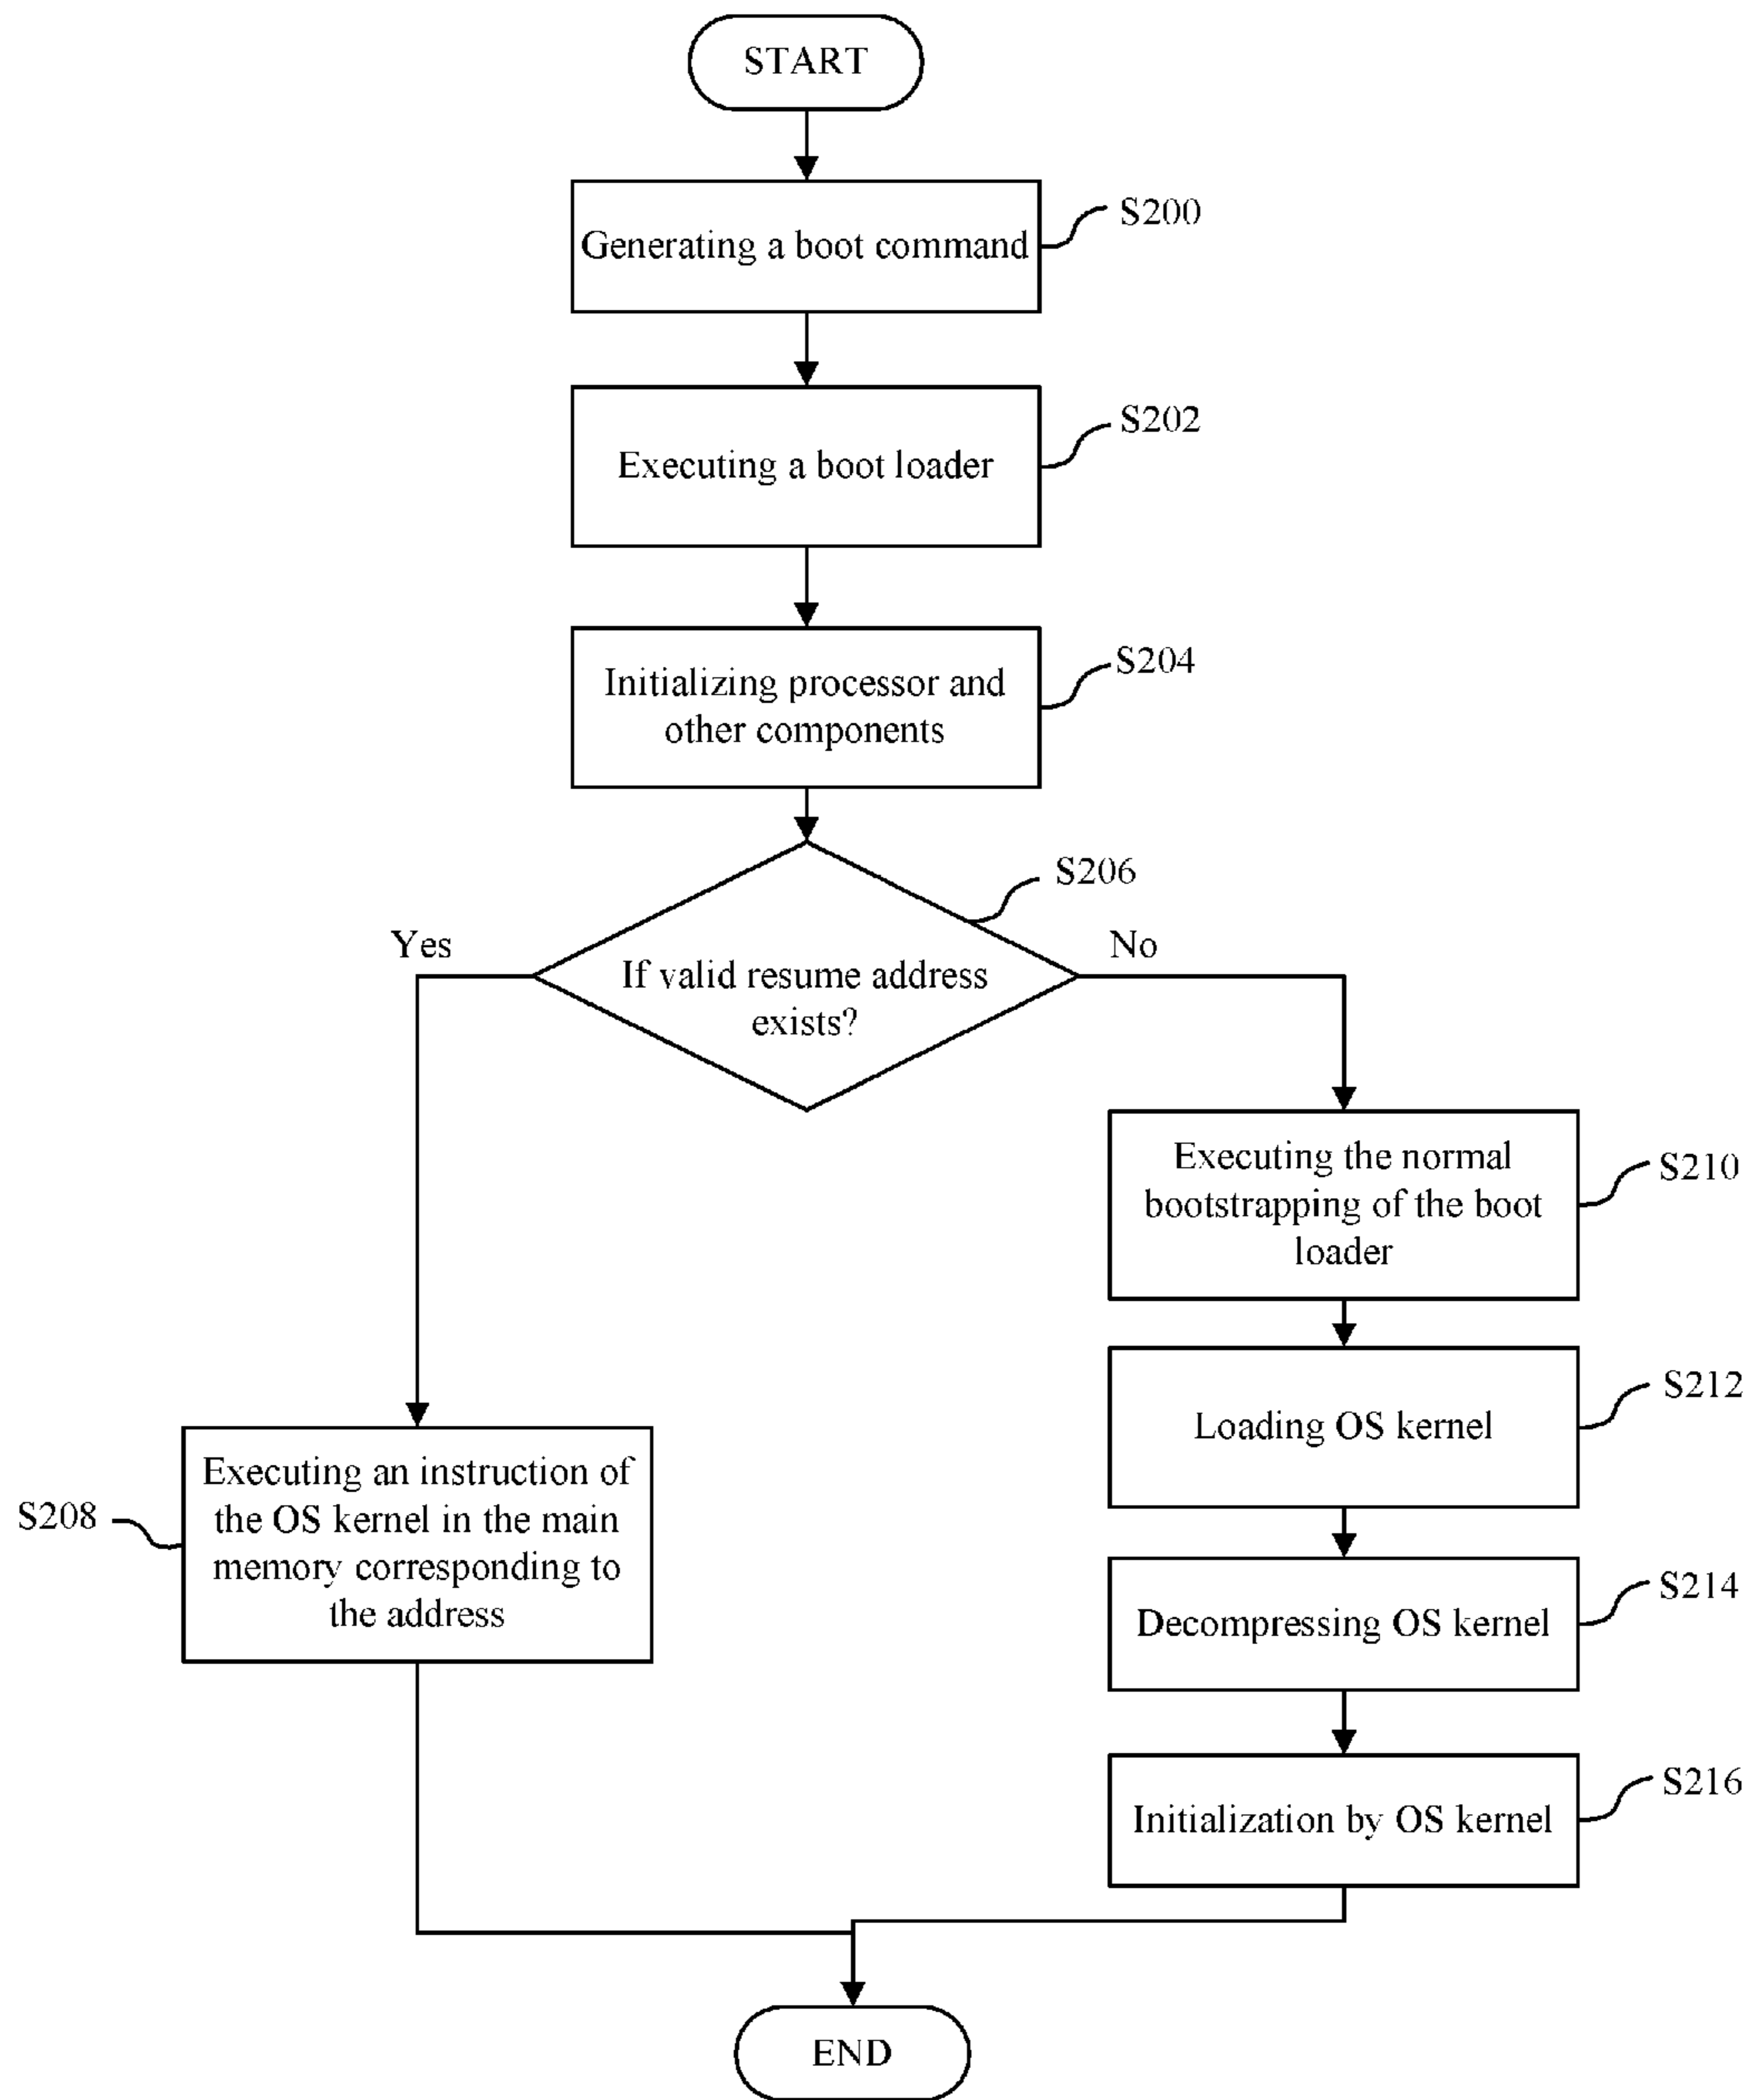 START
Generating a boot command
S200
Executing a boot loader
S202
Initializing processor and
other components
S204
If valid resume address
exists?
S206
Yes
No
Executing an instruction of
the OS kernel in the main
memory corresponding to
the address
S208
Executing the normal
bootstrapping of the boot
loader
S210
Loading OS kernel
S212
Decompressing OS kernel
S214
Initialization by OS kernel
S216
END